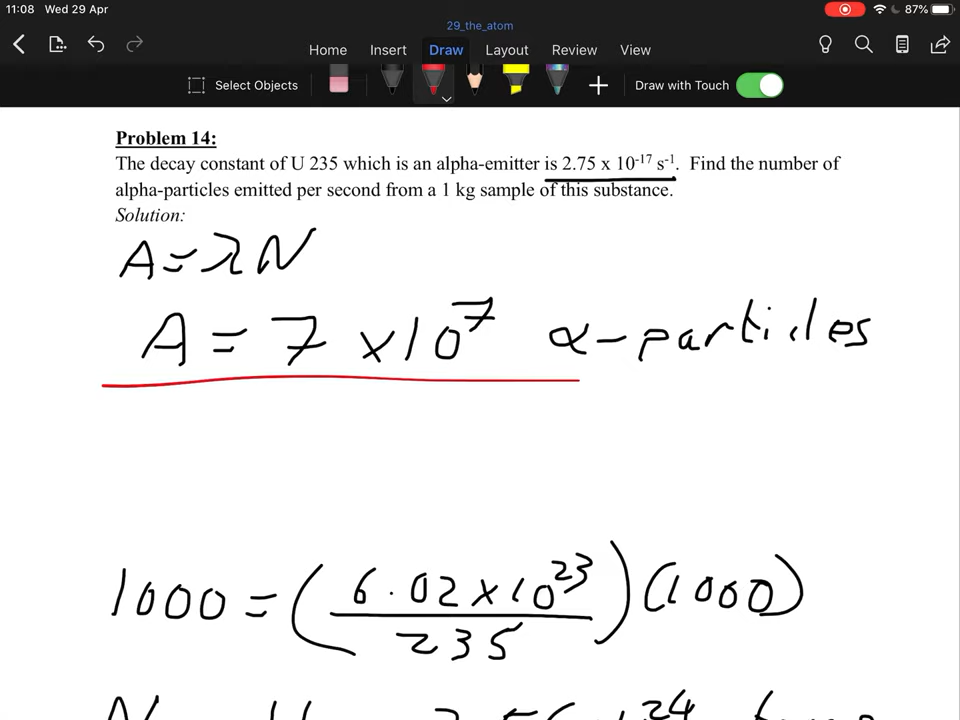 11:08 Wed 29 Apr 87%
29_the_atom
Home Insert Draw Layout Review View
Select Objects Draw with Touch
Problem 14:
The decay constant of U 235 which is an alpha-emitter is 2.75 x 10⁻¹⁷ s⁻¹. Find the number of
alpha-particles emitted per second from a 1 kg sample of this substance.
Solution:
A = λN
A = 7 x 10⁷ α-particles
1000 = (6.02 x 10²³ / 235)(1000)